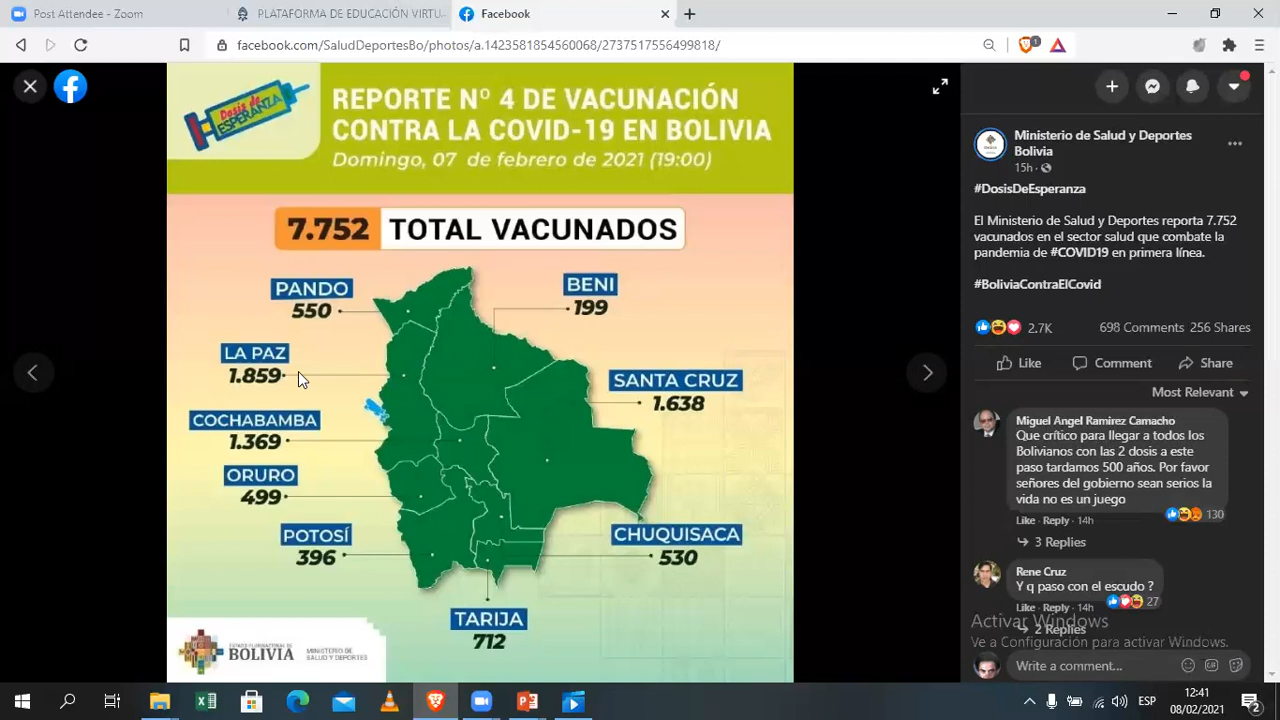 Post Attendee - Zoom
PLATAFORMA DE EDUCACIÓN VIRTU
Facebook
facebook.com/SaludDeportesBo/photos/a.1423581854560068/2737517556499818/
1
Dosis de
ESPERANZA
REPORTE Nº 4 DE VACUNACIÓN
CONTRA LA COVID-19 EN BOLIVIA
Domingo, 07 de febrero de 2021 (19:00)
7.752 TOTAL VACUNADOS
PANDO
550
BENI
199
LA PAZ
1.859
SANTA CRUZ
1.638
COCHABAMBA
1.369
ORURO
499
POTOSÍ
396
CHUQUISACA
530
TARIJA
712
ESTADO PLURINACIONAL DE
BOLIVIA
MINISTERIO DE
SALUD Y DEPORTES
Ministerio de Salud y Deportes
Bolivia
15h
#DosisDeEsperanza
El Ministerio de Salud y Deportes reporta 7.752
vacunados en el sector salud que combate la
pandemia de #COVID19 en primera línea.
#BoliviaContraElCovid
2.7K 698 Comments 256 Shares
Like Comment Share
Most Relevant
Miguel Angel Ramirez Camacho
Que crítico para llegar a todos los
Bolivianos con las 2 dosis a este
paso tardamos 500 años. Por favor
señores del gobierno sean serios la
vida no es un juego
130
Like · Reply · 14h
3 Replies
Rene Cruz
Y q paso con el escudo ?
27
Like · Reply · 14h
2 Replies
Activar Windows
Ve a Configuración para activar Windows.
Write a comment...
GIF
ESP
12:41
08/02/2021
2